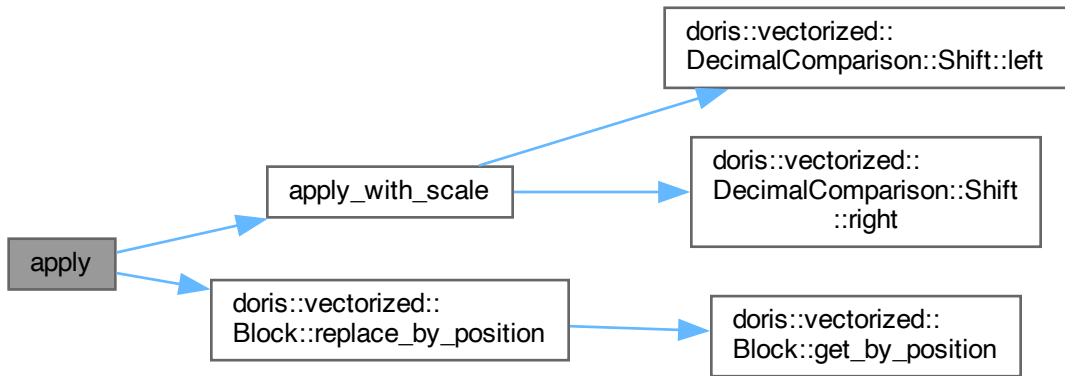 doris::vectorized::
DecimalComparison::Shift::left
apply_with_scale
doris::vectorized::
DecimalComparison::Shift
::right
apply
doris::vectorized::
Block::replace_by_position
doris::vectorized::
Block::get_by_position